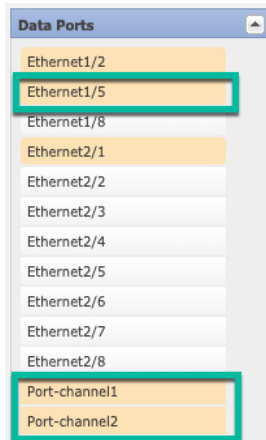 Data Ports
Ethernet1/2
Ethernet1/5
Ethernet1/8
Ethernet2/1
Ethernet2/2
Ethernet2/3
Ethernet2/4
Ethernet2/5
Ethernet2/6
Ethernet2/7
Ethernet2/8
Port-channel1
Port-channel2